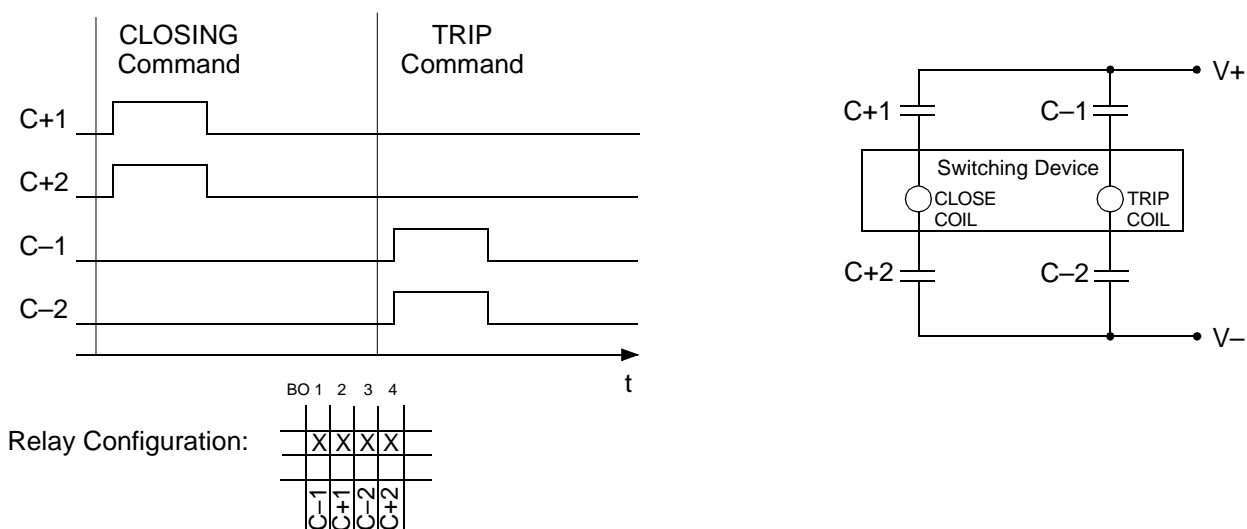 CLOSING
Command
TRIP
Command
C+1
C+2
C–1
C–2
t
V+
C+1
C–1
Switching Device
CLOSE
COIL
TRIP
COIL
C+2
C–2
V–
BO 1 2 3 4
Relay Configuration:
X X X X
C–1 C+1 C–2 C+2